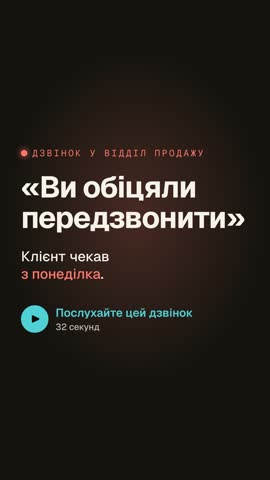 ДЗВІНОК У ВІДДІЛ ПРОДАЖУ
«Ви обіцяли
передзвонити»
Клієнт чекав
з понеділка.
Послухайте цей дзвінок
32 секунд